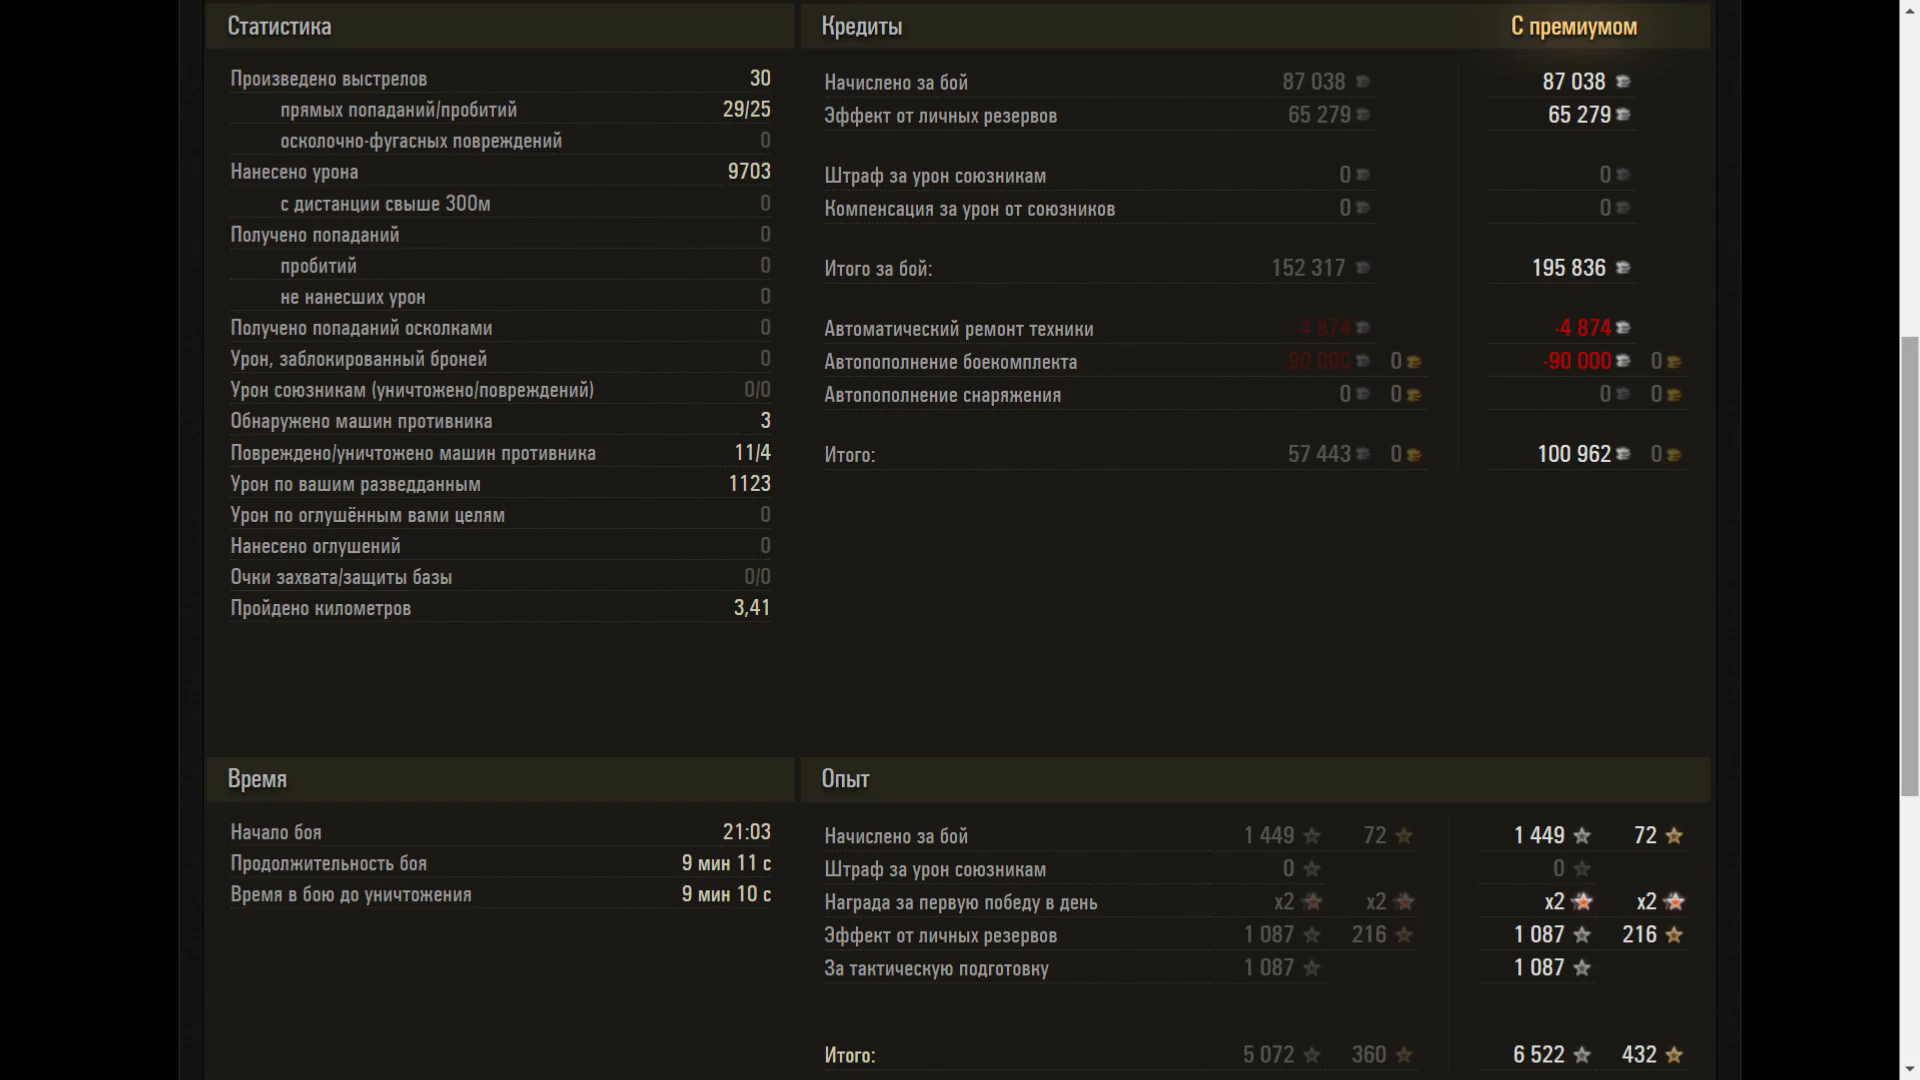 Статистика
Произведено выстрелов 30
прямых попаданий/пробитий 29/25
осколочно-фугасных повреждений 0
Нанесено урона 9703
с дистанции свыше 300м 0
Получено попаданий 0
пробитий 0
не нанесших урон 0
Получено попаданий осколками 0
Урон, заблокированный броней 0
Урон союзникам (уничтожено/повреждений) 0/0
Обнаружено машин противника 3
Повреждено/уничтожено машин противника 11/4
Урон по вашим разведданным 1123
Урон по оглушённым вами целям 0
Нанесено оглушений 0
Очки захвата/защиты базы 0/0
Пройдено километров 3,41
Кредиты С премиумом
Начислено за бой 87 038 87 038
Эффект от личных резервов 65 279 65 279
Штраф за урон союзникам 0 0
Компенсация за урон от союзников 0 0
Итого за бой: 152 317 195 836
Автоматический ремонт техники -4 874 -4 874
Автопополнение боекомплекта -90 000 0 -90 000 0
Автопополнение снаряжения 0 0 0 0
Итого: 57 443 0 100 962 0
Время
Начало боя 21:03
Продолжительность боя 9 мин 11 с
Время в бою до уничтожения 9 мин 10 с
Опыт
Начислено за бой 1 449 72 1 449 72
Штраф за урон союзникам 0 0
Награда за первую победу в день x2 x2 x2 x2
Эффект от личных резервов 1 087 216 1 087 216
За тактическую подготовку 1 087 1 087
Итого: 5 072 360 6 522 432